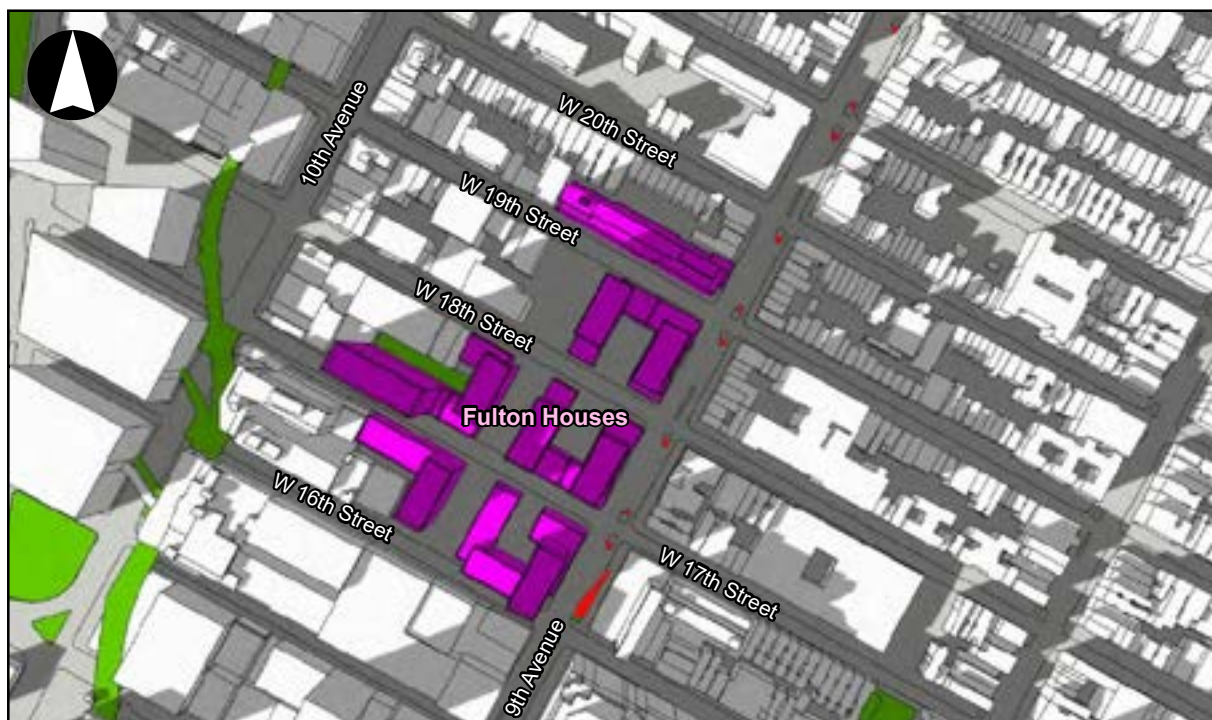 10th Avenue
W 20th Street
W 19th Street
W 18th Street
Fulton Houses
W 16th Street
W 17th Street
9th Avenue